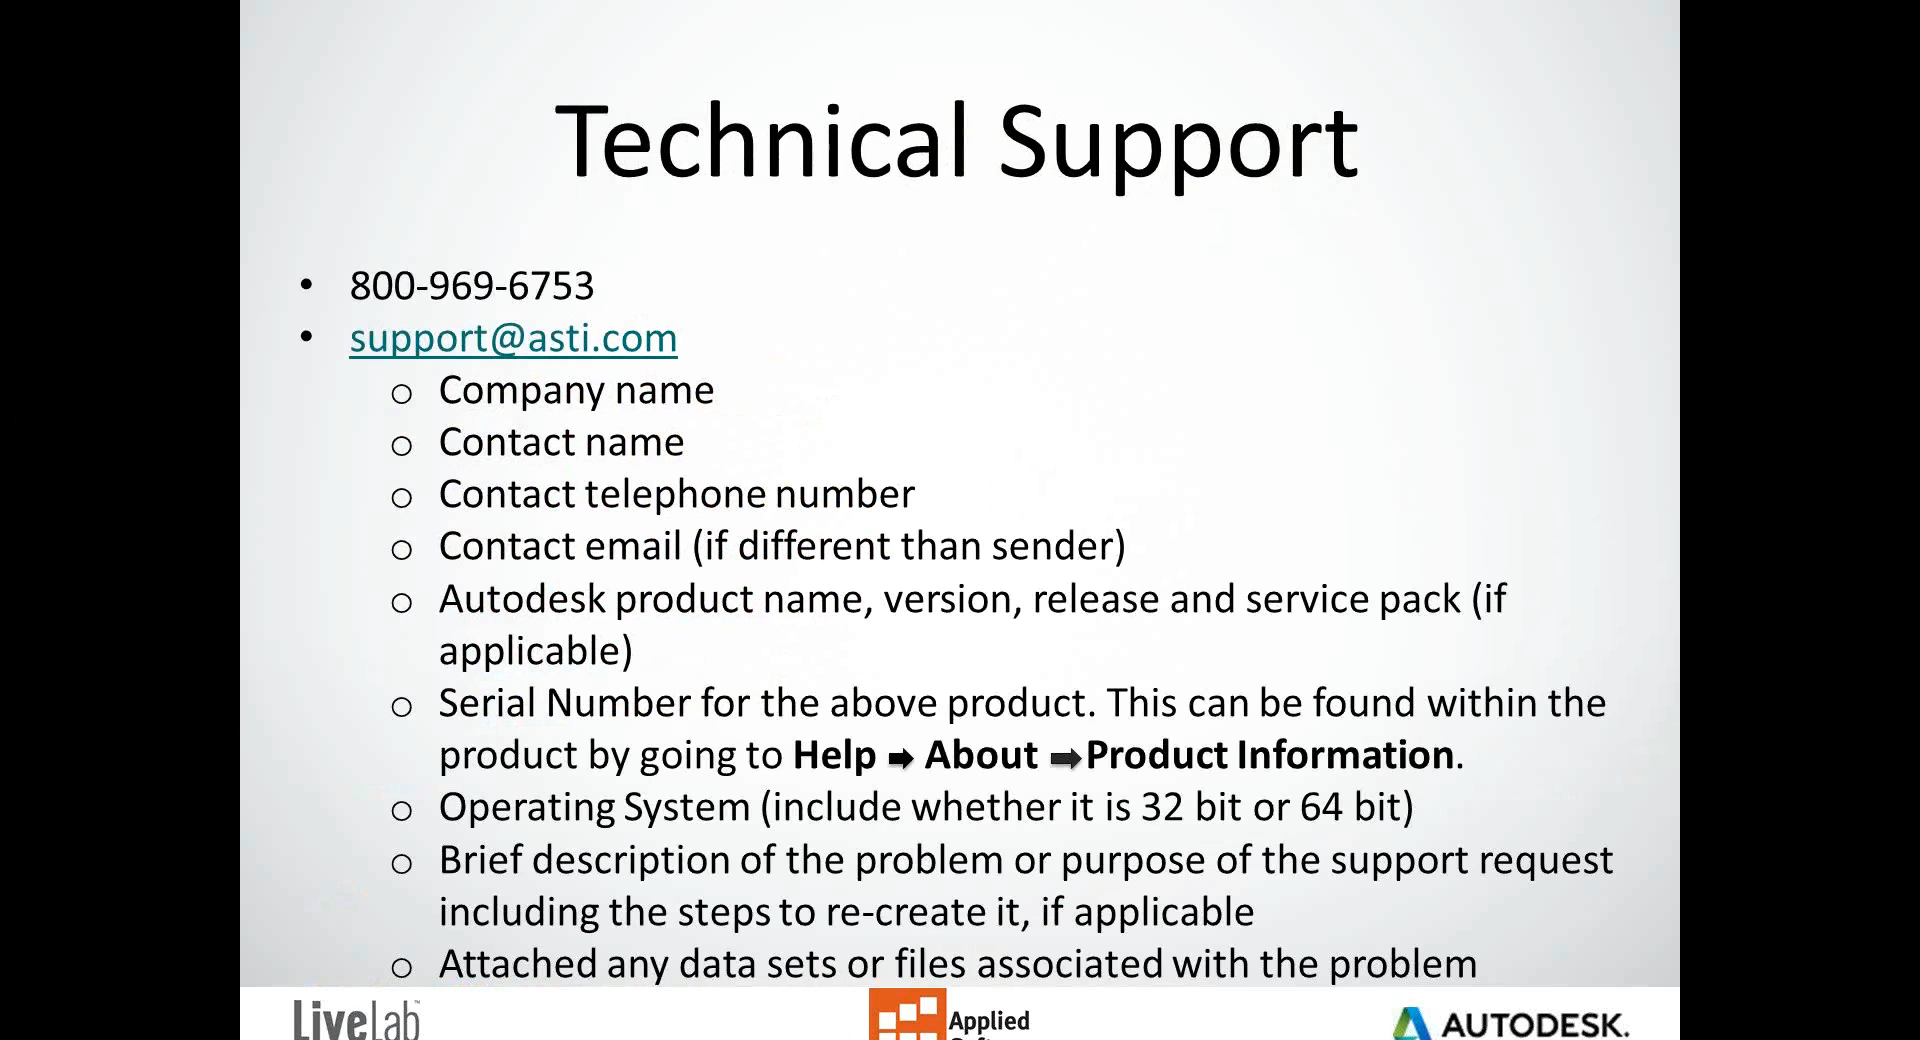 Technical Support
• 800-969-6753
• support@asti.com
o Company name
o Contact name
o Contact telephone number
o Contact email (if different than sender)
o Autodesk product name, version, release and service pack (if
applicable)
o Serial Number for the above product. This can be found within the
product by going to Help ➡ About ➡Product Information.
o Operating System (include whether it is 32 bit or 64 bit)
o Brief description of the problem or purpose of the support request
including the steps to re-create it, if applicable
o Attached any data sets or files associated with the problem
LiveLab™
Applied
AUTODESK.